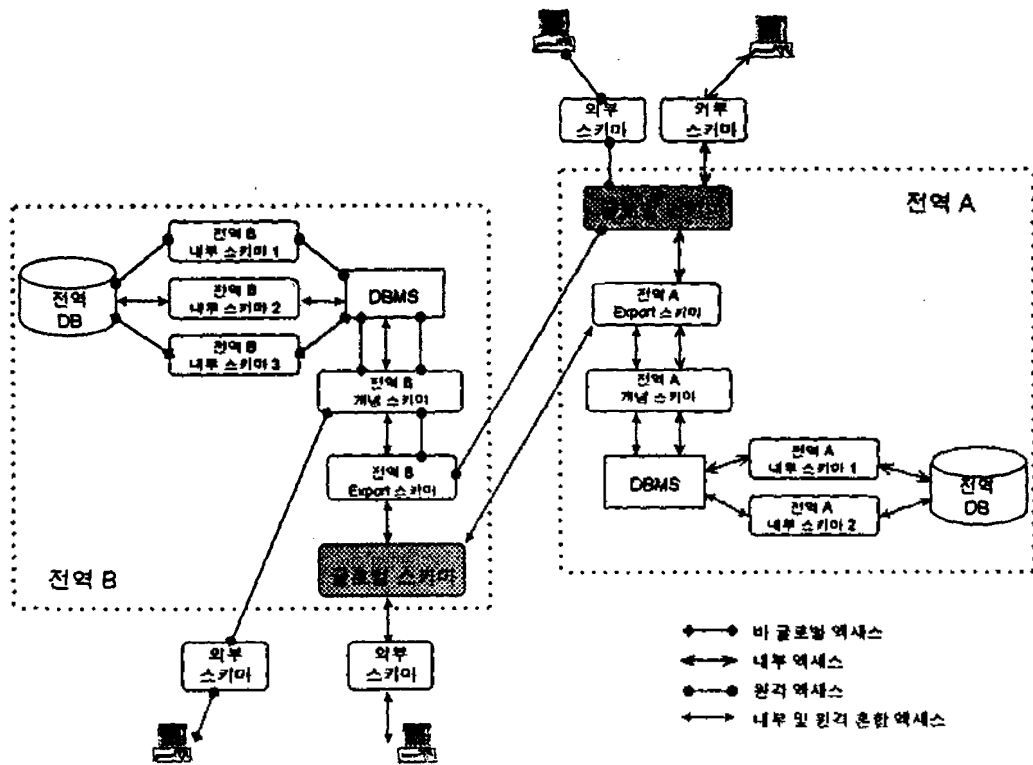 외부
스키마
외부
스키마
전역 A
전역 B
내부 스키마 1
전역
DB
전역 B
내부 스키마 2
DBMS
전역 B
내부 스키마 3
전역 A
Export 스키마
전역 B
개념 스키마
전역 A
개념 스키마
전역 B
Export 스키마
DBMS
전역 A
내부 스키마 1
전역 A
내부 스키마 2
전역
DB
글로벌 스키마
전역 B
외부
스키마
외부
스키마
비 글로벌 액세스
내부 액세스
원격 액세스
내부 및 원격 혼합 액세스